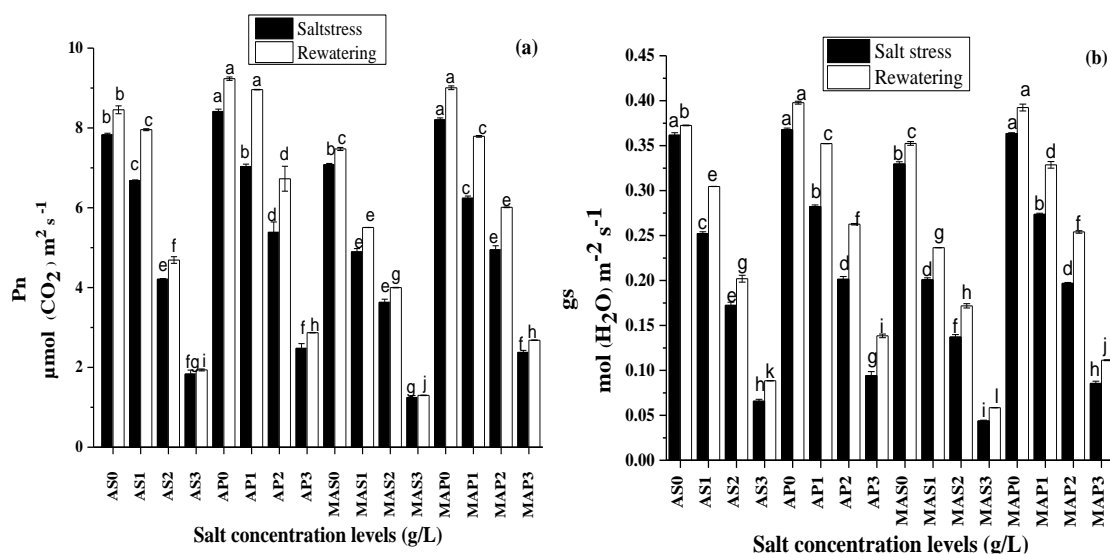 Saltstress
Rewatering
(a)
Pn
µmol (CO₂) m² s⁻¹
10
8
6
4
2
0
b b c c e f fg i a a b a d d f h b c e e e g g j a a c c e e f h
AS0 AS1 AS2 AS3 AP0 AP1 AP2 AP3 MAS0 MAS1 MAS2 MAS3 MAP0 MAP1 MAP2 MAP3
Salt concentration levels (g/L)
Salt stress
Rewatering
(b)
gs
mol (H₂O) m⁻² s⁻¹
0.45
0.40
0.35
0.30
0.25
0.20
0.15
0.10
0.05
0.00
a b c e e g h k a a b c d f g i b c d g f h i l a a c d d f h j
AS0 AS1 AS2 AS3 AP0 AP1 AP2 AP3 MAS0 MAS1 MAS2 MAS3 MAP0 MAP1 MAP2 MAP3
Salt concentration levels (g/L)